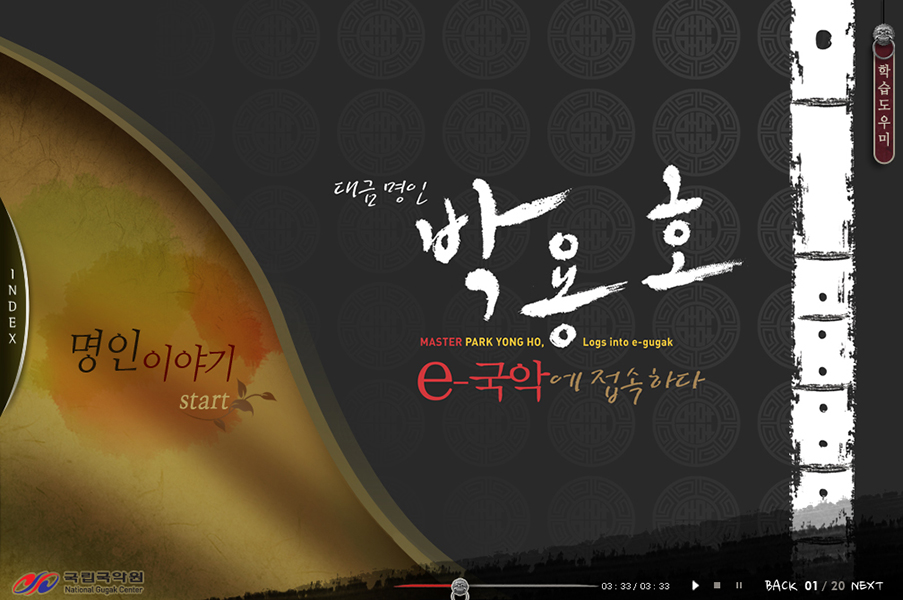 학습도우미
대금 명인
박용호
MASTER PARK YONG HO, Logs into e-gugak
e-국악에 접속하다
INDEX
명인 이야기
start
국립국악원
National Gugak Center
03 : 33 / 03 : 33
BACK 01 / 20 NEXT